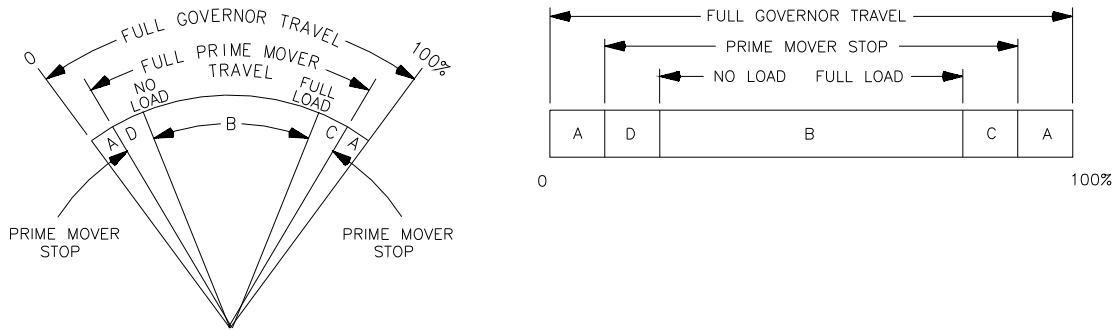 FULL GOVERNOR TRAVEL
0
100%
FULL PRIME MOVER
TRAVEL
NO
LOAD
FULL
LOAD
A
D
B
C
A
PRIME MOVER
STOP
PRIME MOVER
STOP
FULL GOVERNOR TRAVEL
PRIME MOVER STOP
NO LOAD FULL LOAD
A D B C A
0 100%